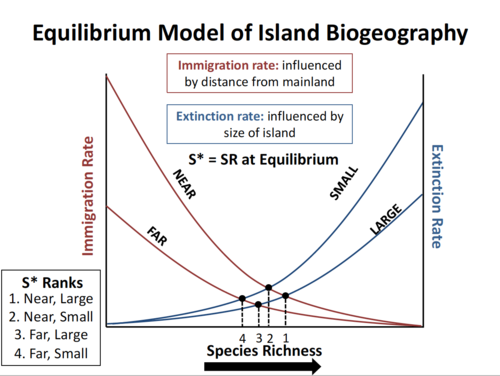 Equilibrium Model of Island Biogeography
Immigration rate: influenced
by distance from mainland
Extinction rate: influenced by
size of island
S* = SR at Equilibrium
Immigration Rate
NEAR
FAR
SMALL
LARGE
Extinction Rate
S* Ranks
1. Near, Large
2. Near, Small
3. Far, Large
4. Far, Small
4 3 2 1
Species Richness